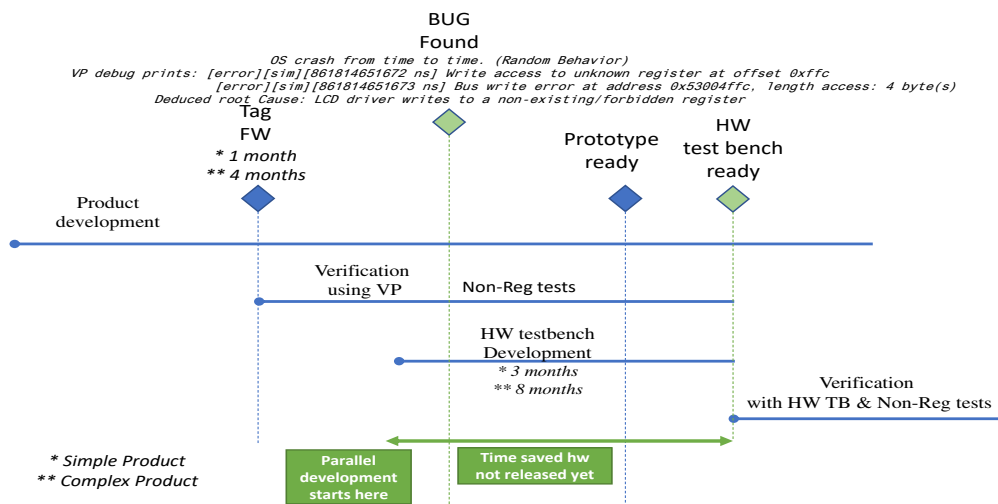 BUG
Found
OS crash from time to time. (Random Behavior)
VP debug prints: [error][sim][861814651672 ns] Write access to unknown register at offset 0xffc
[error][sim][861814651673 ns] Bus write error at address 0x53004ffc, length access: 4 byte(s)
Deduced root Cause: LCD driver writes to a non-existing/forbidden register
Tag
FW
* 1 month
** 4 months
Prototype
ready
HW
test bench
ready
Product
development
Verification
using VP
Non-Reg tests
HW testbench
Development
* 3 months
** 8 months
Verification
with HW TB & Non-Reg tests
* Simple Product
** Complex Product
Parallel
development
starts here
Time saved hw
not released yet